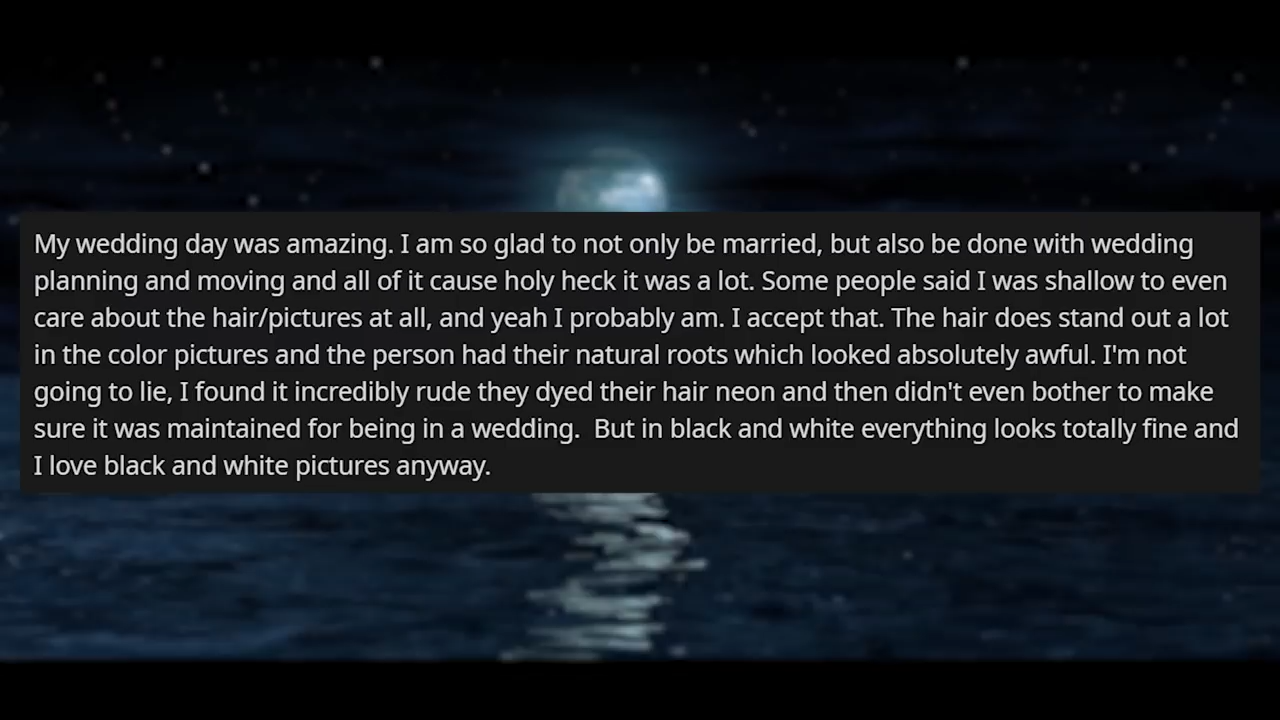 My wedding day was amazing. I am so glad to not only be married, but also be done with wedding
planning and moving and all of it cause holy heck it was a lot. Some people said I was shallow to even
care about the hair/pictures at all, and yeah I probably am. I accept that. The hair does stand out a lot
in the color pictures and the person had their natural roots which looked absolutely awful. I'm not
going to lie, I found it incredibly rude they dyed their hair neon and then didn't even bother to make
sure it was maintained for being in a wedding.  But in black and white everything looks totally fine and
I love black and white pictures anyway.